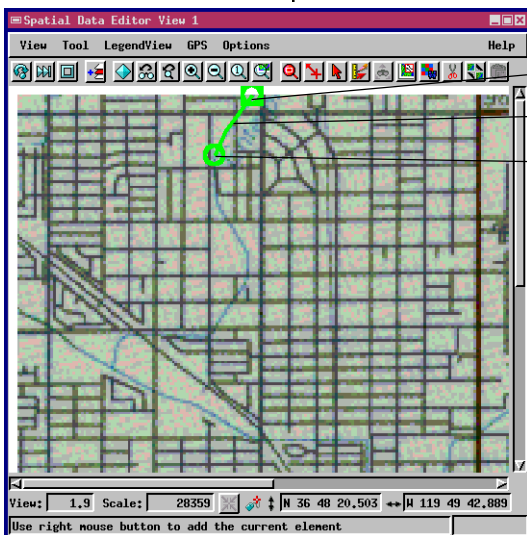 Spatial Data Editor View 1
View Tool LegendView GPS Options Help
View: 1.9 Scale: 28359 N 36 48 20.503 W 119 49 42.889
Use right mouse button to add the current element